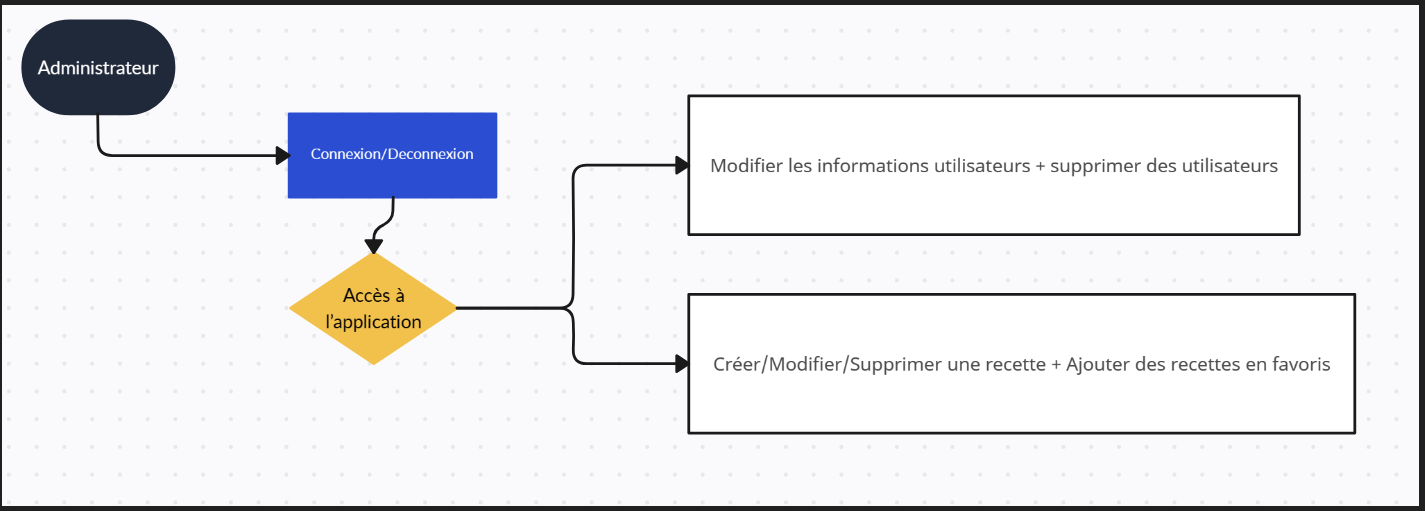 Administrateur
Connexion/Deconnexion
Accès à
l'application
Modifier les informations utilisateurs + supprimer des utilisateurs
Créer/Modifier/Supprimer une recette + Ajouter des recettes en favoris